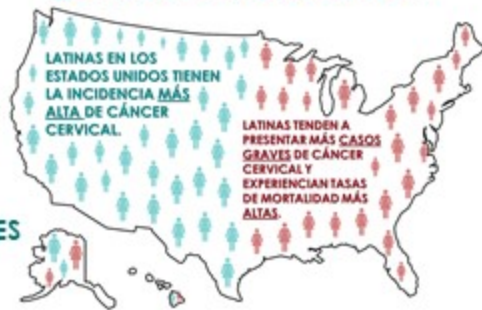 LATINAS EN LOS
ESTADOS UNIDOS TIENEN
LA INCIDENCIA MÁS
ALTA DE CÁNCER
CERVICAL.
LATINAS TENDEN A
PRESENTAR MÁS CASOS
GRAVES DE CÁNCER
CERVICAL Y
EXPERIENCIAN TASAS
DE MORTALIDAD MÁS
ALTAS.
ES